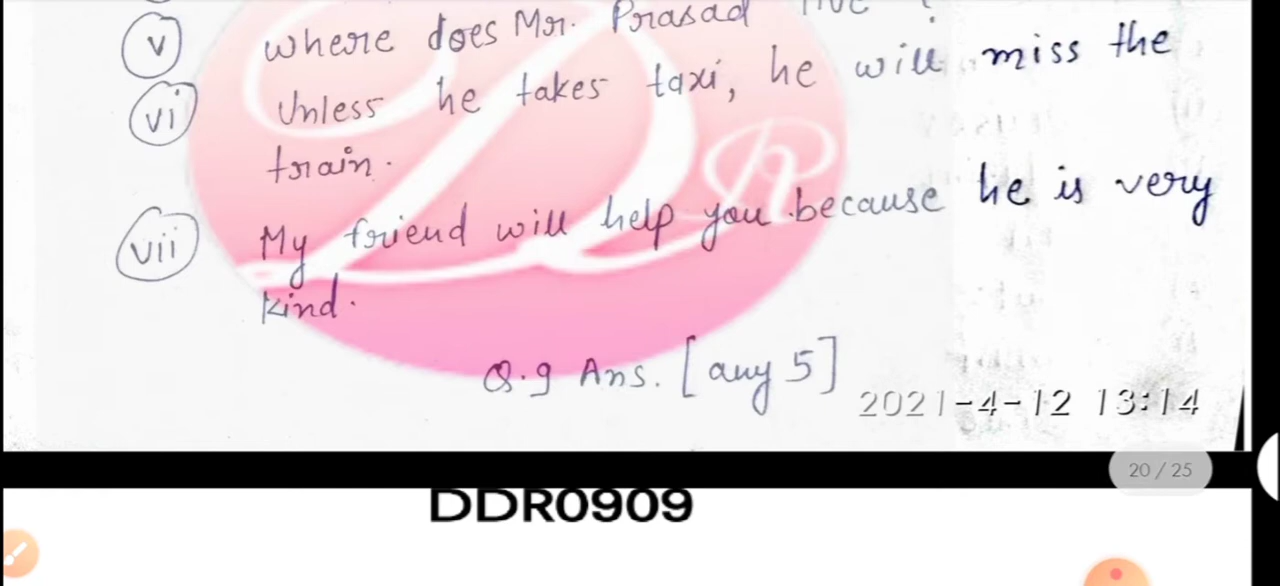 (v) where does Mr. Prasad live ?
(vi) Unless he takes taxi, he will miss the
train.
(vii) My friend will help you because he is very
kind.
Q.9 Ans. [any 5]
2021-4-12 13:14
20 / 25
DDR0909